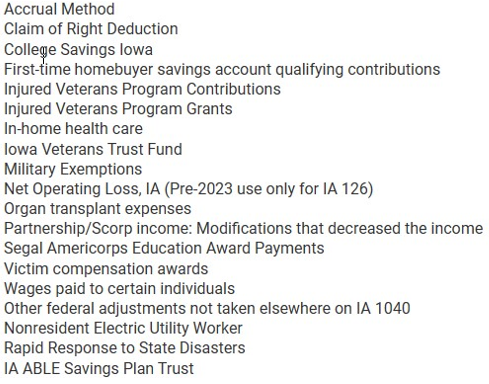 Accrual Method
Claim of Right Deduction
College Savings Iowa
First-time homebuyer savings account qualifying contributions
Injured Veterans Program Contributions
Injured Veterans Program Grants
In-home health care
Iowa Veterans Trust Fund
Military Exemptions
Net Operating Loss, IA (Pre-2023 use only for IA 126)
Organ transplant expenses
Partnership/Scorp income: Modifications that decreased the income
Segal Americorps Education Award Payments
Victim compensation awards
Wages paid to certain individuals
Other federal adjustments not taken elsewhere on IA 1040
Nonresident Electric Utility Worker
Rapid Response to State Disasters
IA ABLE Savings Plan Trust